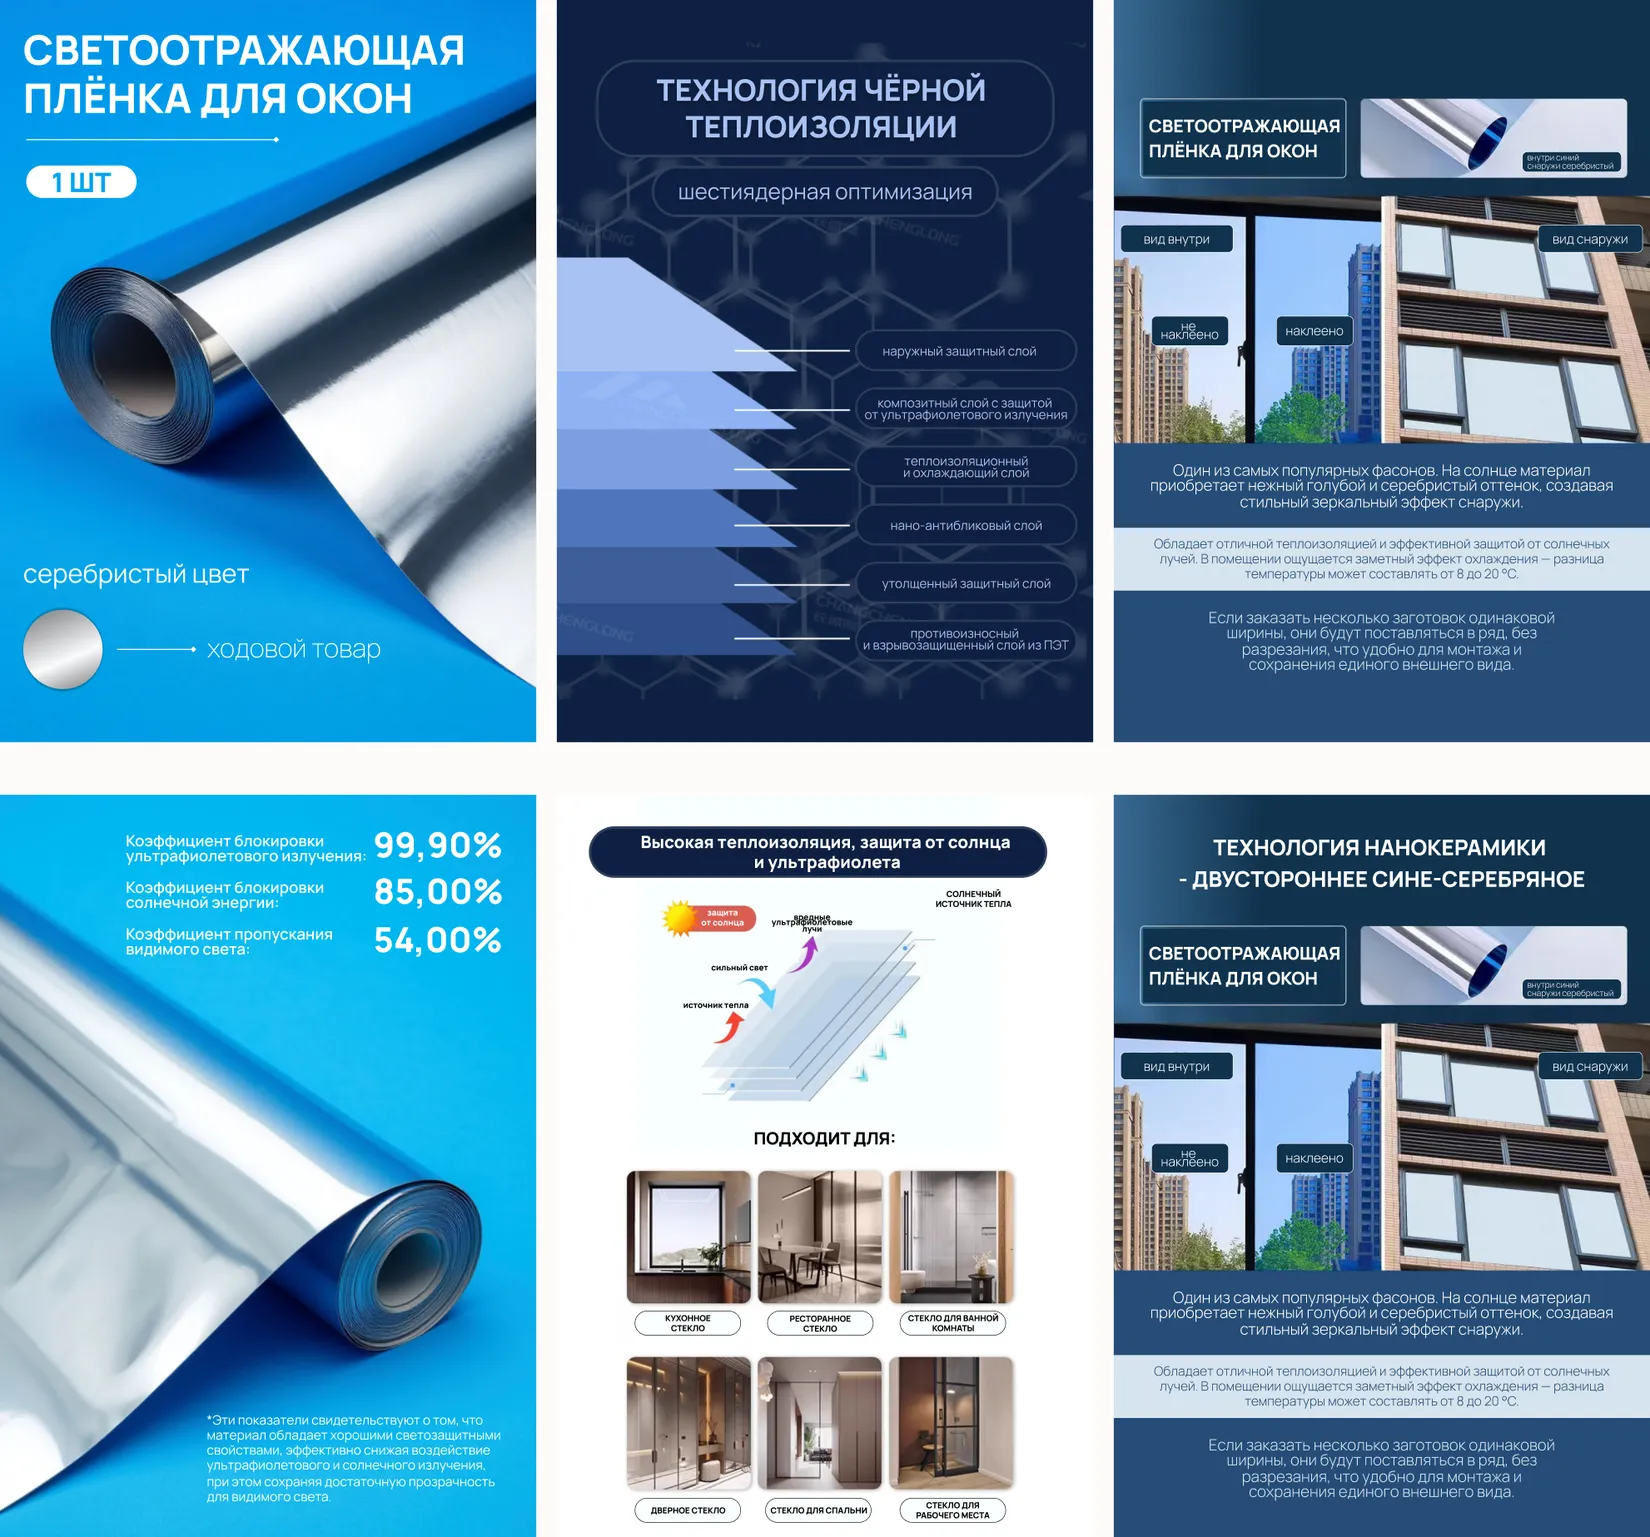 СВЕТООТРАЖАЮЩАЯ
ПЛЁНКА ДЛЯ ОКОН
1 ШТ
серебристый цвет
ходовой товар
ТЕХНОЛОГИЯ ЧЁРНОЙ
ТЕПЛОИЗОЛЯЦИИ
шестиядерная оптимизация
наружный защитный слой
композитный слой с защитой
от ультрафиолетового излучения
теплоизоляционный
и охлаждающий слой
нано-антибликовый слой
утолщенный защитный слой
противоизносный
и взрывозащищенный слой из ПЭТ
СВЕТООТРАЖАЮЩАЯ
ПЛЁНКА ДЛЯ ОКОН
внутри синий
снаружи серебристый
вид внутри
вид снаружи
не
наклеено
наклеено
Один из самых популярных фасонов. На солнце материал
приобретает нежный голубой и серебристый оттенок, создавая
стильный зеркальный эффект снаружи.
Обладает отличной теплоизоляцией и эффективной защитой от солнечных
лучей. В помещении ощущается заметный эффект охлаждения — разница
температуры может составлять от 8 до 20 °C.
Если заказать несколько заготовок одинаковой
ширины, они будут поставляться в ряд, без
разрезания, что удобно для монтажа и
сохранения единого внешнего вида.
Коэффициент блокировки
ультрафиолетового излучения:
99,90%
Коэффициент блокировки
солнечной энергии:
85,00%
Коэффициент пропускания
видимого света:
54,00%
*Эти показатели свидетельствуют о том, что
материал обладает хорошими светозащитными
свойствами, эффективно снижая воздействие
ультрафиолетового и солнечного излучения,
при этом сохраняя достаточную прозрачность
для видимого света.
Высокая теплоизоляция, защита от солнца
и ультрафиолета
СОЛНЕЧНЫЙ
ИСТОЧНИК ТЕПЛА
защита
от солнца
вредные
ультрафиолетовые
лучи
сильный свет
источник тепла
ПОДХОДИТ ДЛЯ:
КУХОННОЕ
СТЕКЛО
РЕСТОРАННОЕ
СТЕКЛО
СТЕКЛО ДЛЯ ВАННОЙ
КОМНАТЫ
ДВЕРНОЕ СТЕКЛО
СТЕКЛО ДЛЯ СПАЛЬНИ
СТЕКЛО ДЛЯ
РАБОЧЕГО МЕСТА
ТЕХНОЛОГИЯ НАНОКЕРАМИКИ
- ДВУСТОРОННЕЕ СИНЕ-СЕРЕБРЯНОЕ
СВЕТООТРАЖАЮЩАЯ
ПЛЁНКА ДЛЯ ОКОН
внутри синий
снаружи серебристый
вид внутри
вид снаружи
не
наклеено
наклеено
Один из самых популярных фасонов. На солнце материал
приобретает нежный голубой и серебристый оттенок, создавая
стильный зеркальный эффект снаружи.
Обладает отличной теплоизоляцией и эффективной защитой от солнечных
лучей. В помещении ощущается заметный эффект охлаждения — разница
температуры может составлять от 8 до 20 °C.
Если заказать несколько заготовок одинаковой
ширины, они будут поставляться в ряд, без
разрезания, что удобно для монтажа и
сохранения единого внешнего вида.